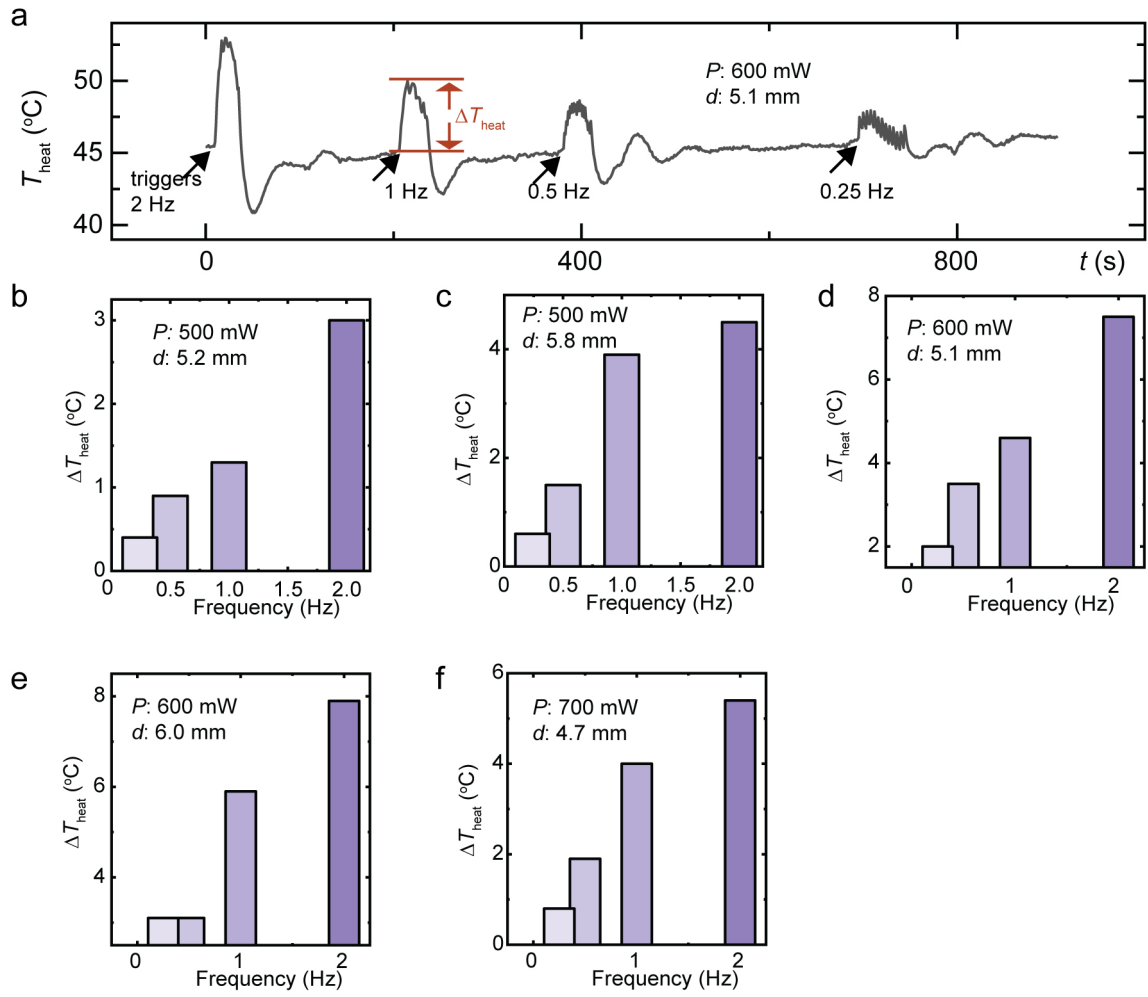 a
T_heat (°C)
50
45
40
P: 600 mW
d: 5.1 mm
ΔT_heat
triggers
2 Hz
1 Hz
0.5 Hz
0.25 Hz
0
400
800
t (s)
b
ΔT_heat (°C)
3
2
1
0
P: 500 mW
d: 5.2 mm
0
0.5
1.0
1.5
2.0
Frequency (Hz)
c
ΔT_heat (°C)
4
2
0
P: 500 mW
d: 5.8 mm
0
0.5
1.0
1.5
2.0
Frequency (Hz)
d
ΔT_heat (°C)
8
6
4
2
P: 600 mW
d: 5.1 mm
0
1
2
Frequency (Hz)
e
ΔT_heat (°C)
8
6
4
P: 600 mW
d: 6.0 mm
0
1
2
Frequency (Hz)
f
ΔT_heat (°C)
6
4
2
0
P: 700 mW
d: 4.7 mm
0
1
2
Frequency (Hz)